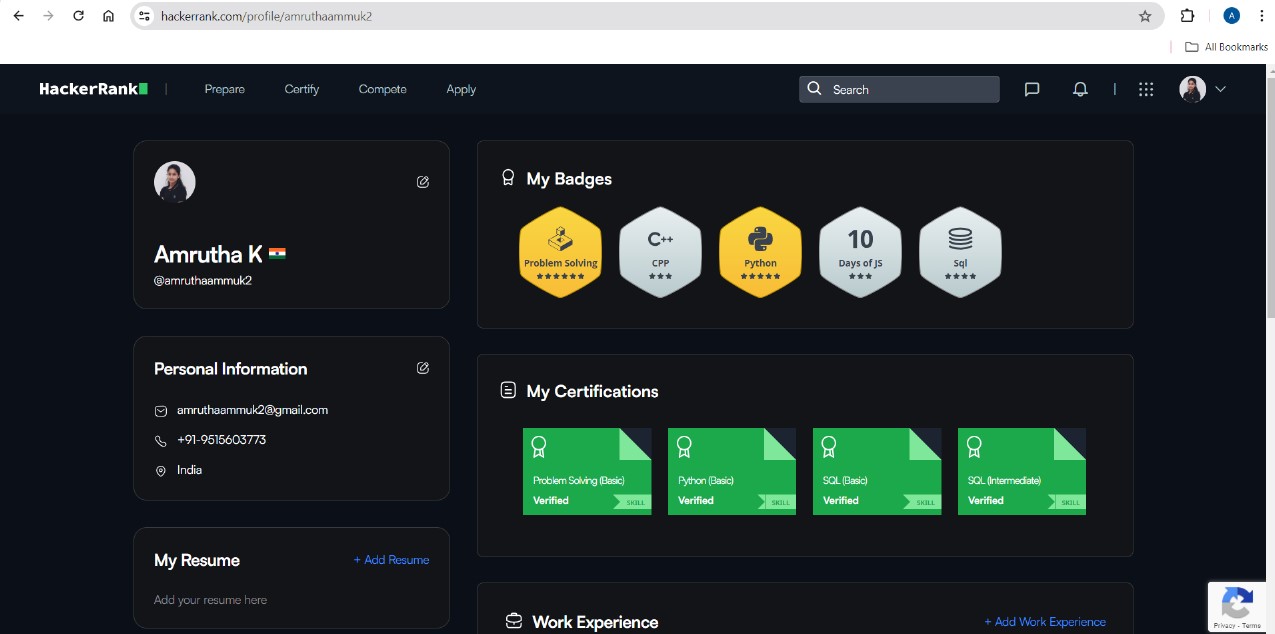 hackerrank.com/profile/amruthaammuk2
A
All Bookmarks
HackerRank
Prepare
Certify
Compete
Apply
Search
Amrutha K
@amruthaammuk2
Personal Information
amruthaammuk2@gmail.com
+91-9515603773
India
My Resume
+ Add Resume
Add your resume here
My Badges
Problem Solving
C++
CPP
Python
10
Days of JS
Sql
My Certifications
Problem Solving (Basic)
Verified
SKILL
Python (Basic)
Verified
SKILL
SQL (Basic)
Verified
SKILL
SQL (Intermediate)
Verified
SKILL
Work Experience
+ Add Work Experience
Privacy - Terms